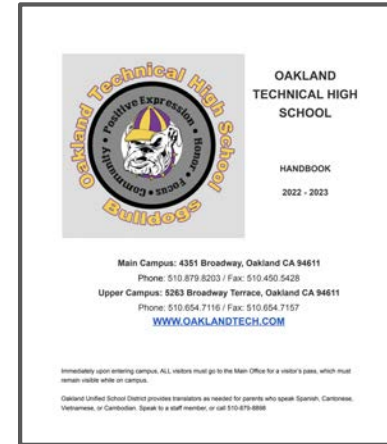 Oakland Technical High School
Positive Expression • Honor • Focus • Community •
Bulldogs
OAKLAND
TECHNICAL HIGH
SCHOOL
HANDBOOK
2022 - 2023
Main Campus: 4351 Broadway, Oakland CA 94611
Phone: 510.879.8203 / Fax: 510.450.5428
Upper Campus: 5263 Broadway Terrace, Oakland CA 94611
Phone: 510.654.7116 / Fax: 510.654.7157
WWW.OAKLANDTECH.COM
Immediately upon entering campus, ALL visitors must go to the Main Office for a visitor's pass, which must
remain visible while on campus.
Oakland Unified School District provides translators as needed for parents who speak Spanish, Cantonese,
Vietnamese, or Cambodian. Speak to a staff member, or call 510-879-8898